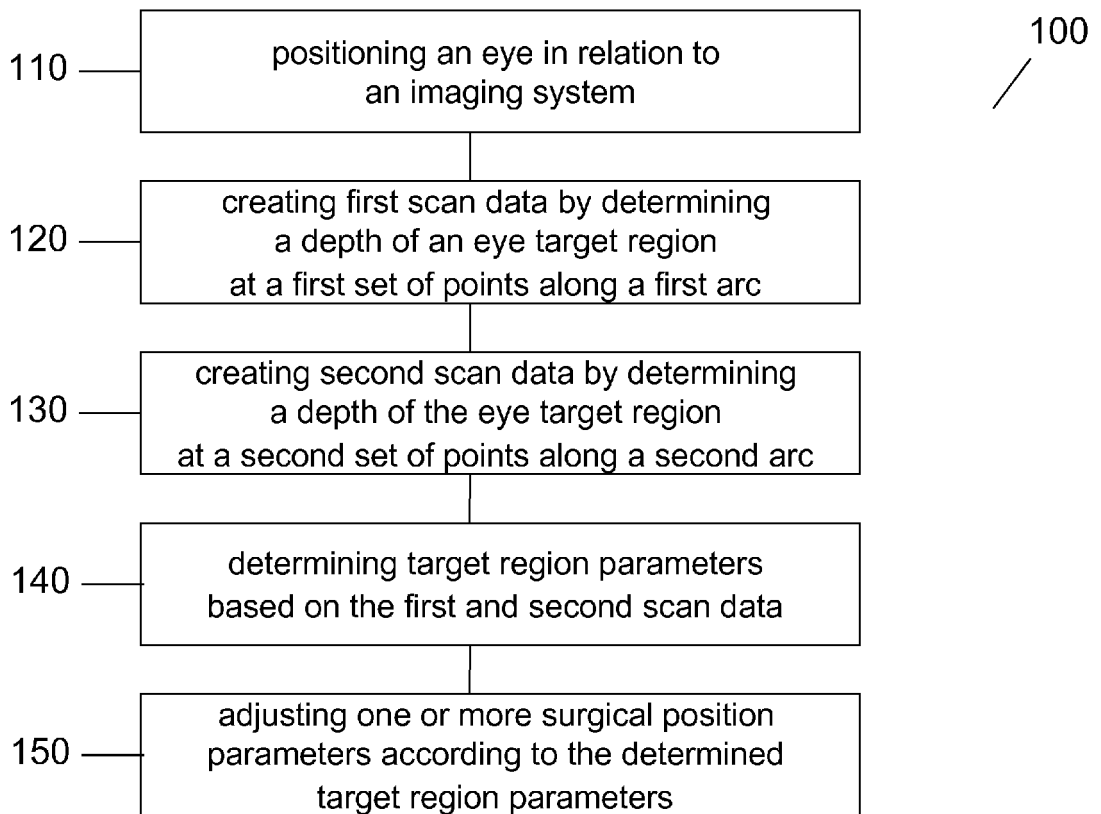 100
110
positioning an eye in relation to
an imaging system
120
creating first scan data by determining
a depth of an eye target region
at a first set of points along a first arc
130
creating second scan data by determining
a depth of the eye target region
at a second set of points along a second arc
140
determining target region parameters
based on the first and second scan data
150
adjusting one or more surgical position
parameters according to the determined
target region parameters